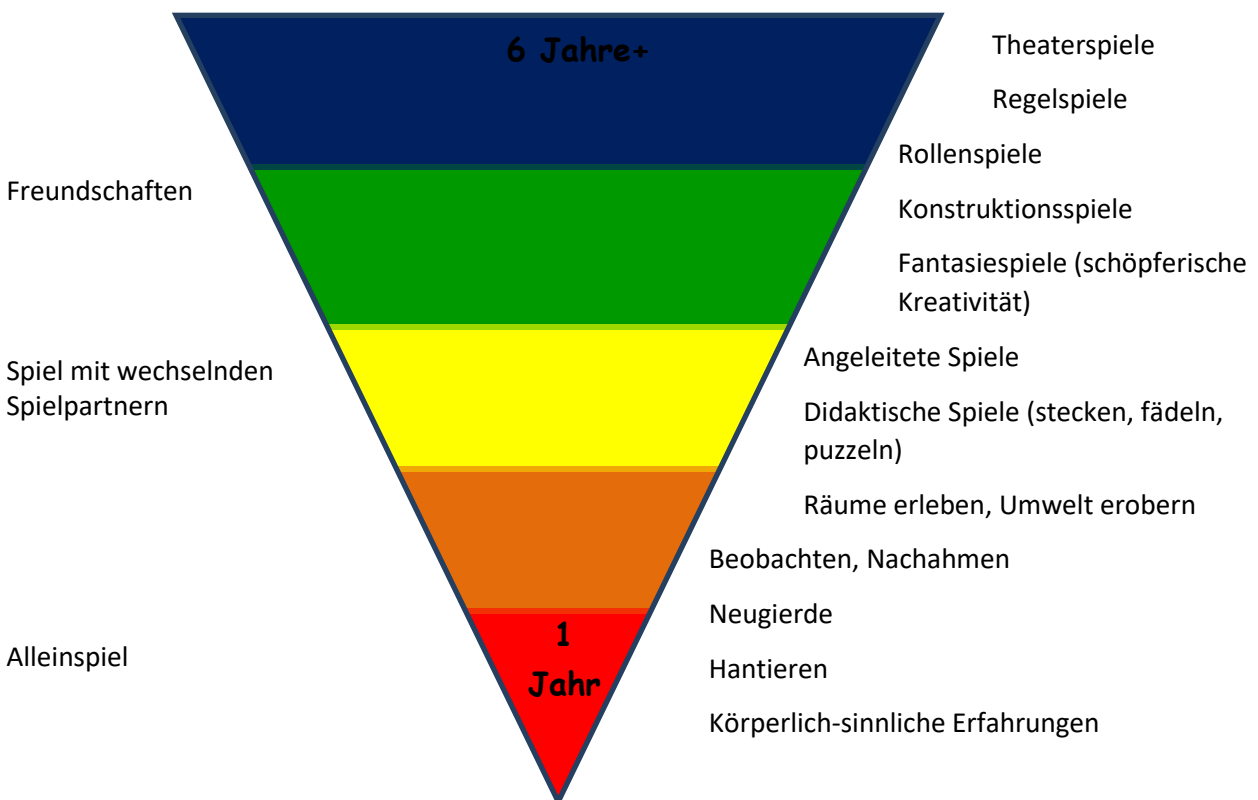 6 Jahre+
Theaterspiele
Regelspiele
Rollenspiele
Freundschaften
Konstruktionsspiele
Fantasiespiele (schöpferische
Kreativität)
Spiel mit wechselnden
Spielpartnern
Angeleitete Spiele
Didaktische Spiele (stecken, fädeln,
puzzeln)
Räume erleben, Umwelt erobern
Beobachten, Nachahmen
Neugierde
1
Jahr
Alleinspiel
Hantieren
Körperlich-sinnliche Erfahrungen